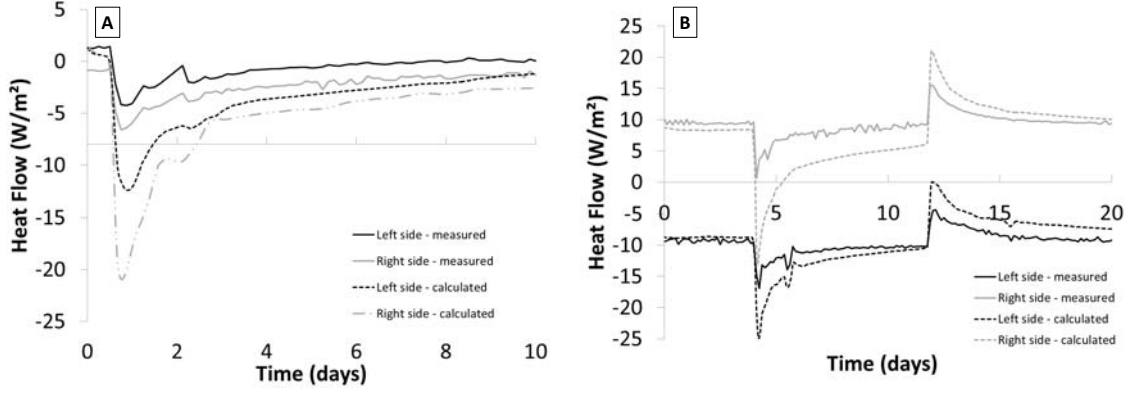 A
5
0
-5
-10
-15
-20
-25
Heat Flow (W/m²)
Left side - measured
Right side - measured
Left side - calculated
Right side - calculated
0 2 4 6 8 10
Time (days)
B
25
20
15
10
5
0
-5
-10
-15
-20
-25
Heat Flow (W/m²)
0 5 10 15 20
Left side - measured
Right side - measured
Left side - calculated
Right side - calculated
Time (days)